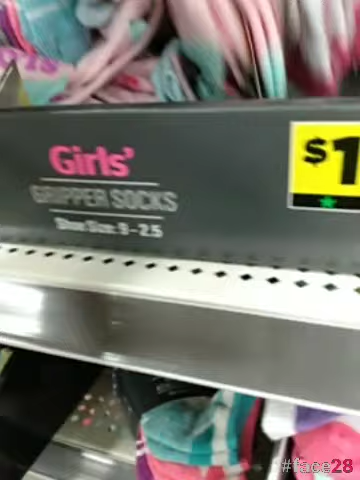 Girls'
GRIPPER SOCKS
Shoe Size: 9-2.5
$1
#face28